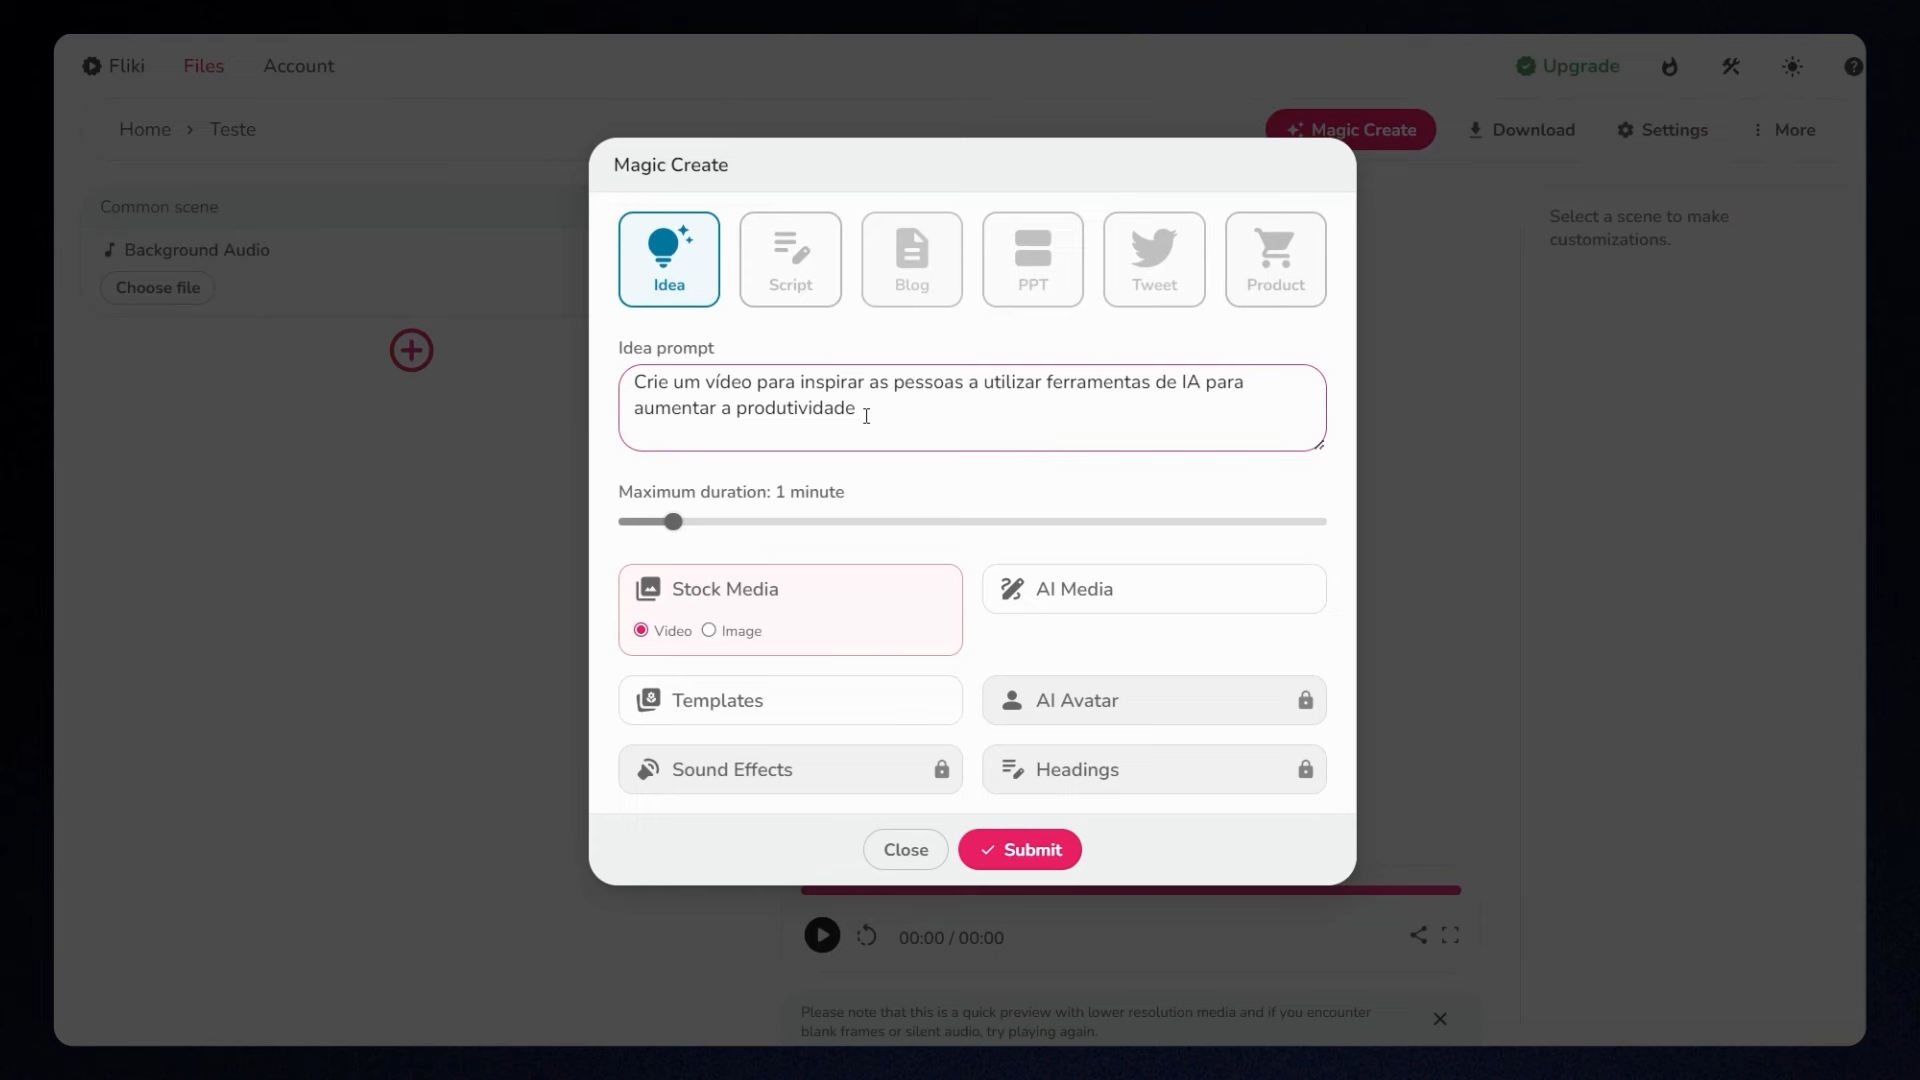 Fliki
Files
Account
Upgrade
Home › Teste
Magic Create
Download
Settings
More
Common scene
Background Audio
Choose file
Select a scene to make
customizations.
Magic Create
Idea
Script
Blog
PPT
Tweet
Product
Idea prompt
Crie um vídeo para inspirar as pessoas a utilizar ferramentas de IA para
aumentar a produtividade
Maximum duration: 1 minute
Stock Media
Video
Image
AI Media
Templates
AI Avatar
Sound Effects
Headings
Close
Submit
00:00 / 00:00
Please note that this is a quick preview with lower resolution media and if you encounter
blank frames or silent audio, try playing again.